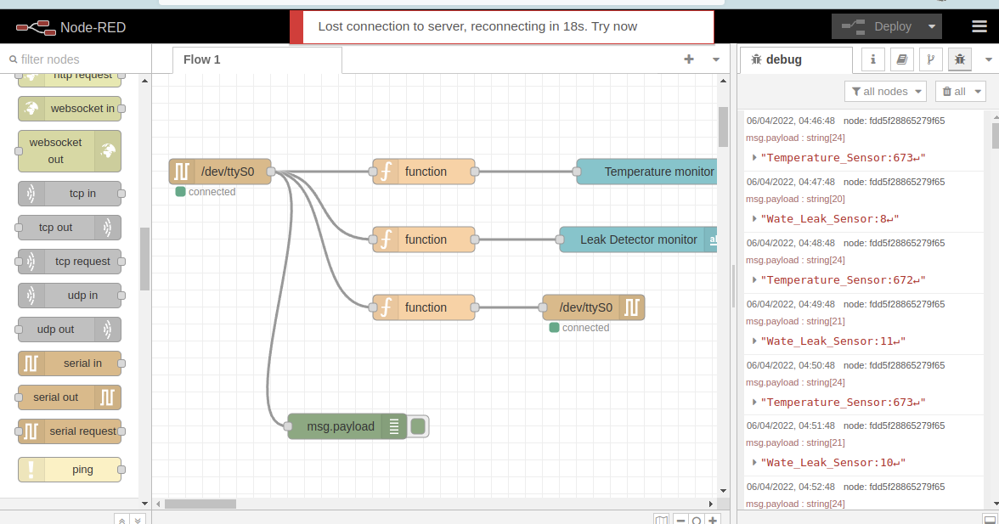 Node-RED
Lost connection to server, reconnecting in 18s. Try now
Deploy
filter nodes
http request
websocket in
websocket
out
tcp in
tcp out
tcp request
udp in
udp out
serial in
serial out
serial request
ping
Flow 1
/dev/ttyS0
connected
function
Temperature monitor
function
Leak Detector monitor
function
/dev/ttyS0
connected
msg.payload
debug
all nodes
all
06/04/2022, 04:46:48 node: fdd5f28865279f65
msg.payload : string[24]
"Temperature_Sensor:673↵"
06/04/2022, 04:47:48 node: fdd5f28865279f65
msg.payload : string[20]
"Wate_Leak_Sensor:8↵"
06/04/2022, 04:48:48 node: fdd5f28865279f65
msg.payload : string[24]
"Temperature_Sensor:672↵"
06/04/2022, 04:49:48 node: fdd5f28865279f65
msg.payload : string[21]
"Wate_Leak_Sensor:11↵"
06/04/2022, 04:50:48 node: fdd5f28865279f65
msg.payload : string[24]
"Temperature_Sensor:673↵"
06/04/2022, 04:51:48 node: fdd5f28865279f65
msg.payload : string[21]
"Wate_Leak_Sensor:10↵"
06/04/2022, 04:52:48 node: fdd5f28865279f65
msg.payload : string[24]